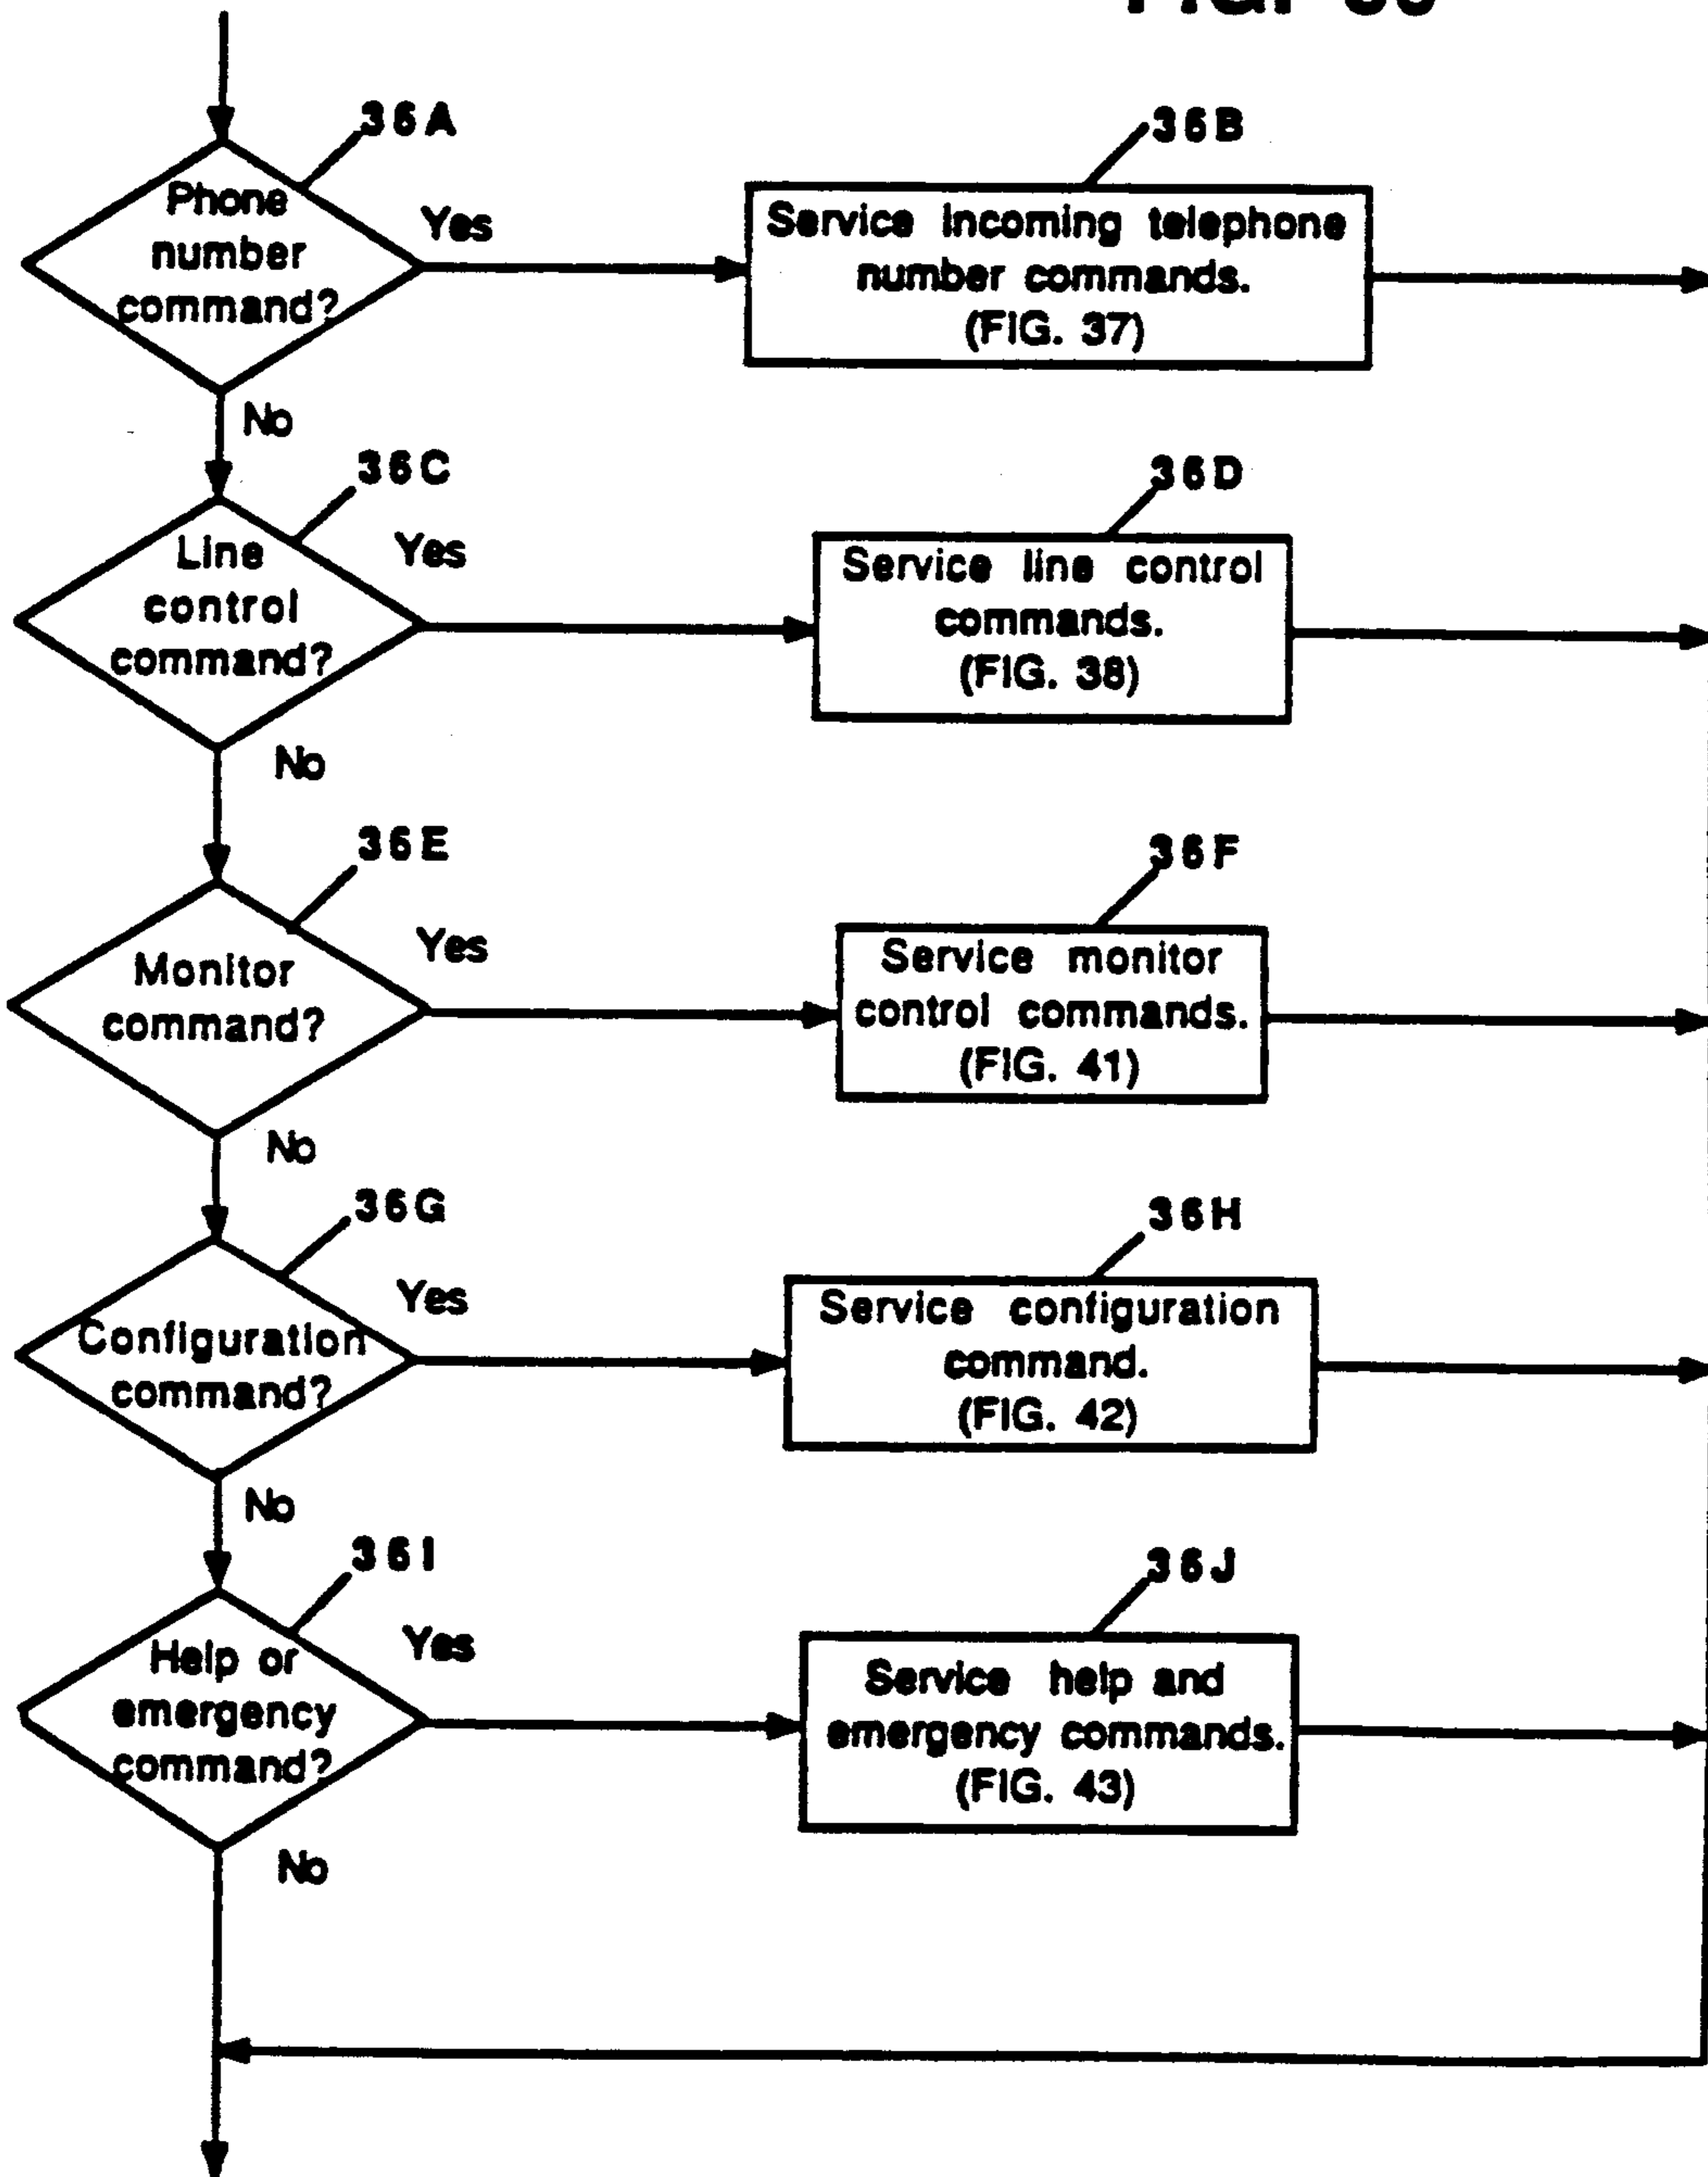 36A
36B
Phone
number
command?
Yes
Service incoming telephone
number commands.
(FIG. 37)
No
36C
36D
Line
control
command?
Yes
Service line control
commands.
(FIG. 38)
No
36E
36F
Monitor
command?
Yes
Service monitor
control commands.
(FIG. 41)
No
36G
36H
Configuration
command?
Yes
Service configuration
command.
(FIG. 42)
No
36I
36J
Help or
emergency
command?
Yes
Service help and
emergency commands.
(FIG. 43)
No